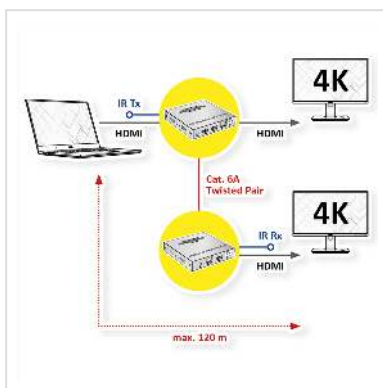 4K
IR Tx
HDMI
HDMI
Cat. 6A
Twisted Pair
4K
IR Rx
HDMI
max. 120 m